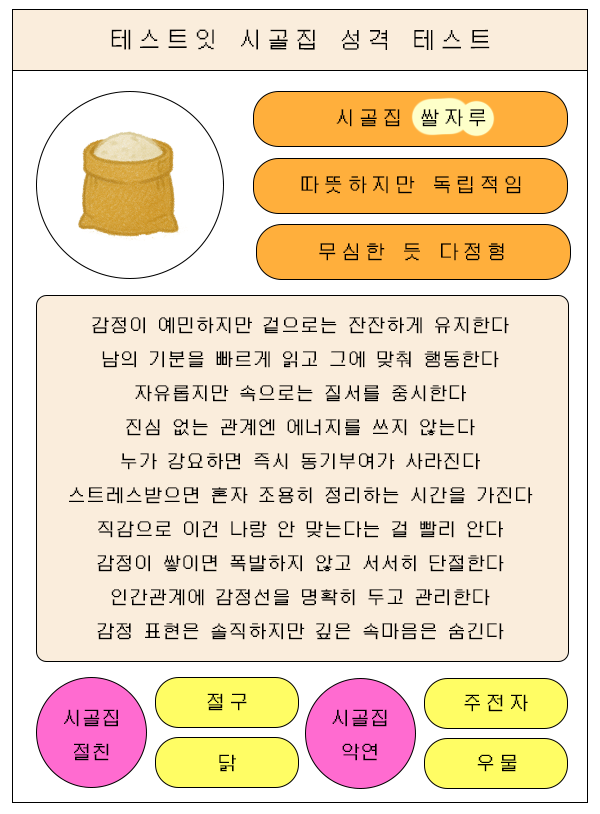 테스트잇 시골집 성격 테스트
시골집 쌀자루
따뜻하지만 독립적임
무심한 듯 다정형
감정이 예민하지만 겉으로는 잔잔하게 유지한다
남의 기분을 빠르게 읽고 그에 맞춰 행동한다
자유롭지만 속으로는 질서를 중시한다
진심 없는 관계엔 에너지를 쓰지 않는다
누가 강요하면 즉시 동기부여가 사라진다
스트레스받으면 혼자 조용히 정리하는 시간을 가진다
직감으로 이건 나랑 안 맞는다는 걸 빨리 안다
감정이 쌓이면 폭발하지 않고 서서히 단절한다
인간관계에 감정선을 명확히 두고 관리한다
감정 표현은 솔직하지만 깊은 속마음은 숨긴다
시골집 절친
절구
닭
시골집 악연
주전자
우물